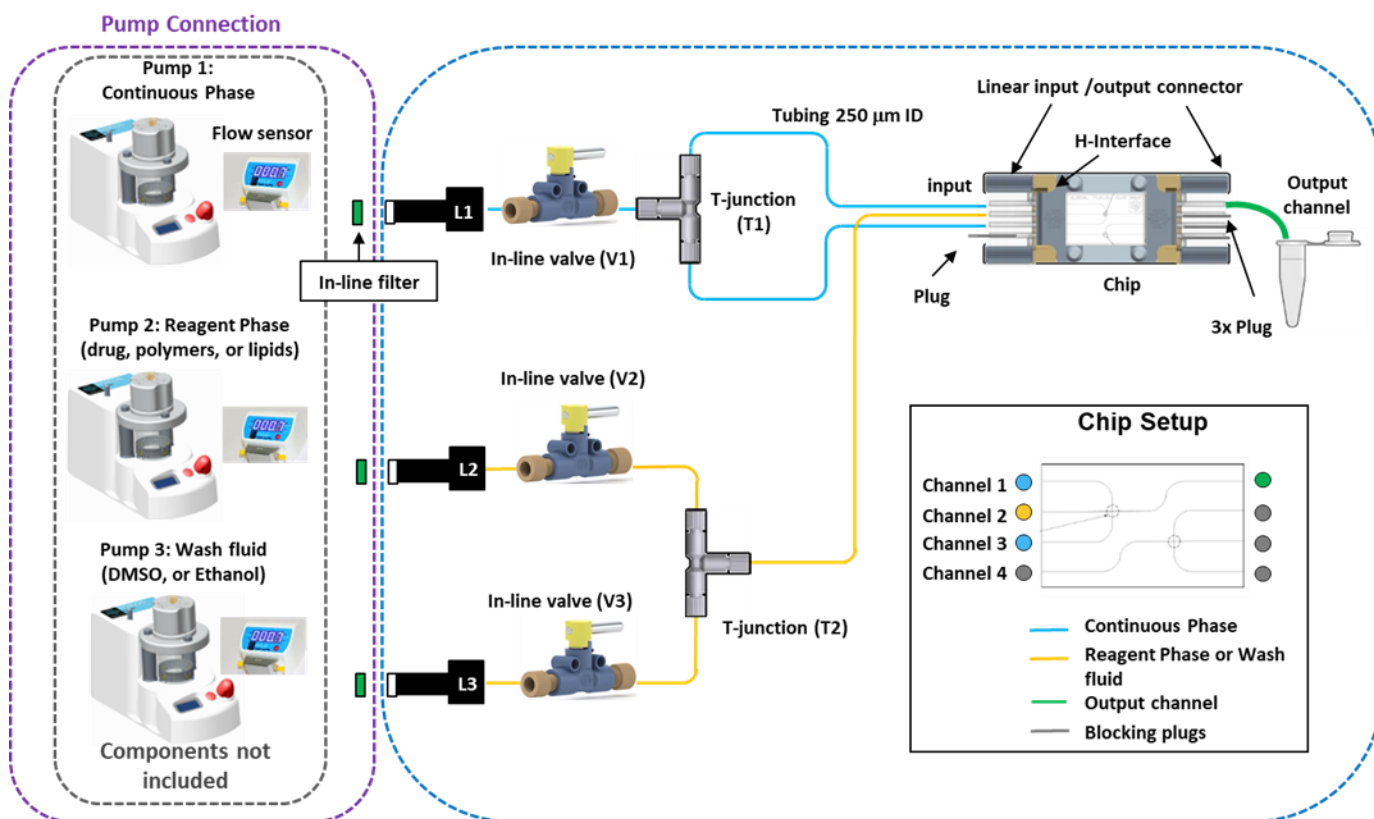 Pump Connection
Pump 1:
Continuous Phase
Flow sensor
In-line filter
Pump 2: Reagent Phase
(drug, polymers, or lipids)
Pump 3: Wash fluid
(DMSO, or Ethanol)
Components not
included
L1
In-line valve (V1)
T-junction
(T1)
Tubing 250 µm ID
Linear input /output connector
H-Interface
input
Output
channel
Plug
Chip
3x Plug
In-line valve (V2)
L2
In-line valve (V3)
L3
T-junction (T2)
Chip Setup
Channel 1
Channel 2
Channel 3
Channel 4
Continuous Phase
Reagent Phase or Wash
fluid
Output channel
Blocking plugs